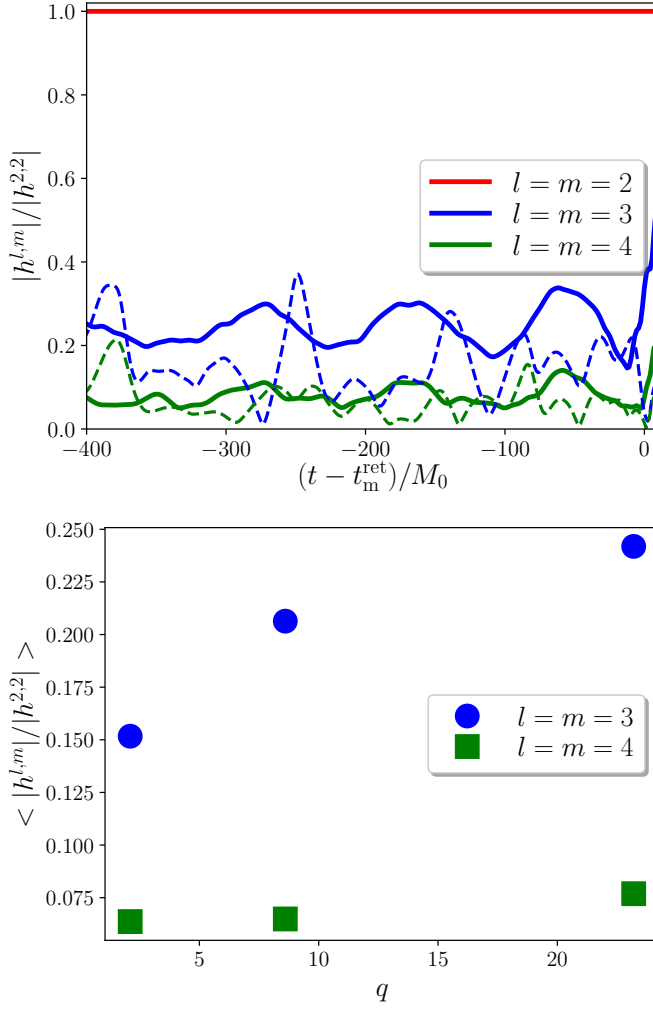 1.0
0.8
0.6
0.4
0.2
0.0
|h^{l,m}|/|h^{2,2}|
l = m = 2
l = m = 3
l = m = 4
−400 −300 −200 −100 0
(t − t_m^{ret})/M_0
0.250
0.225
0.200
0.175
0.150
0.125
0.100
0.075
< |h^{l,m}|/|h^{2,2}| >
l = m = 3
l = m = 4
5 10 15 20
q